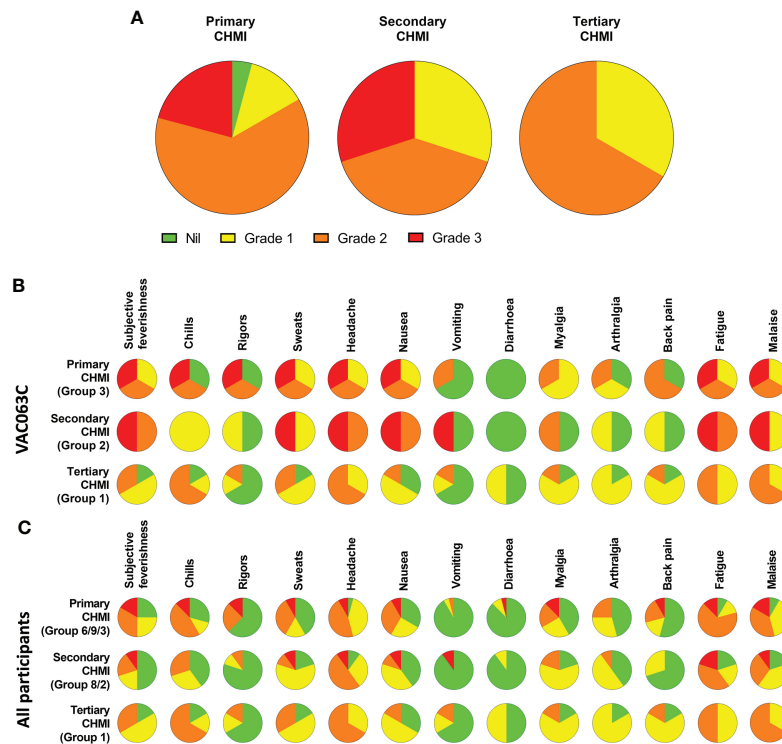 A
Primary
CHMI
Secondary
CHMI
Tertiary
CHMI
Nil
Grade 1
Grade 2
Grade 3
B
Subjective
feverishness
Chills
Rigors
Sweats
Headache
Nausea
Vomiting
Diarrhoea
Myalgia
Arthralgia
Back pain
Fatigue
Malaise
VAC063C
Primary
CHMI
(Group 3)
Secondary
CHMI
(Group 2)
Tertiary
CHMI
(Group 1)
C
Subjective
feverishness
Chills
Rigors
Sweats
Headache
Nausea
Vomiting
Diarrhoea
Myalgia
Arthralgia
Back pain
Fatigue
Malaise
All participants
Primary
CHMI
(Group 6/9/3)
Secondary
CHMI
(Group 8/2)
Tertiary
CHMI
(Group 1)